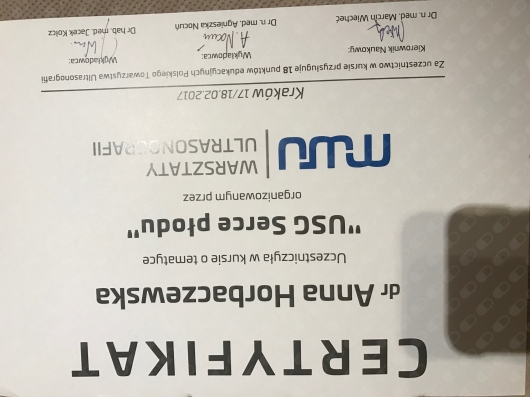 CERTYFIKAT
dr Anna Horbaczewska
Uczestniczyła w kursie o tematyce
"USG Serce płodu"
organizowanym przez
mwu
WARSZTATY
ULTRASONOGRAFII
Kraków 17/18.02.2017
Za uczestnictwo w kursie przysługuje 18 punktów edukacyjnych Polskiego Towarzystwa Ultrasonografii
Kierownik Naukowy:
Dr n. med. Marcin Wiecheć
Wykładowca:
Dr n. med. Agnieszka Nocuń
Wykładowca:
Dr hab. med. Jacek Kołcz